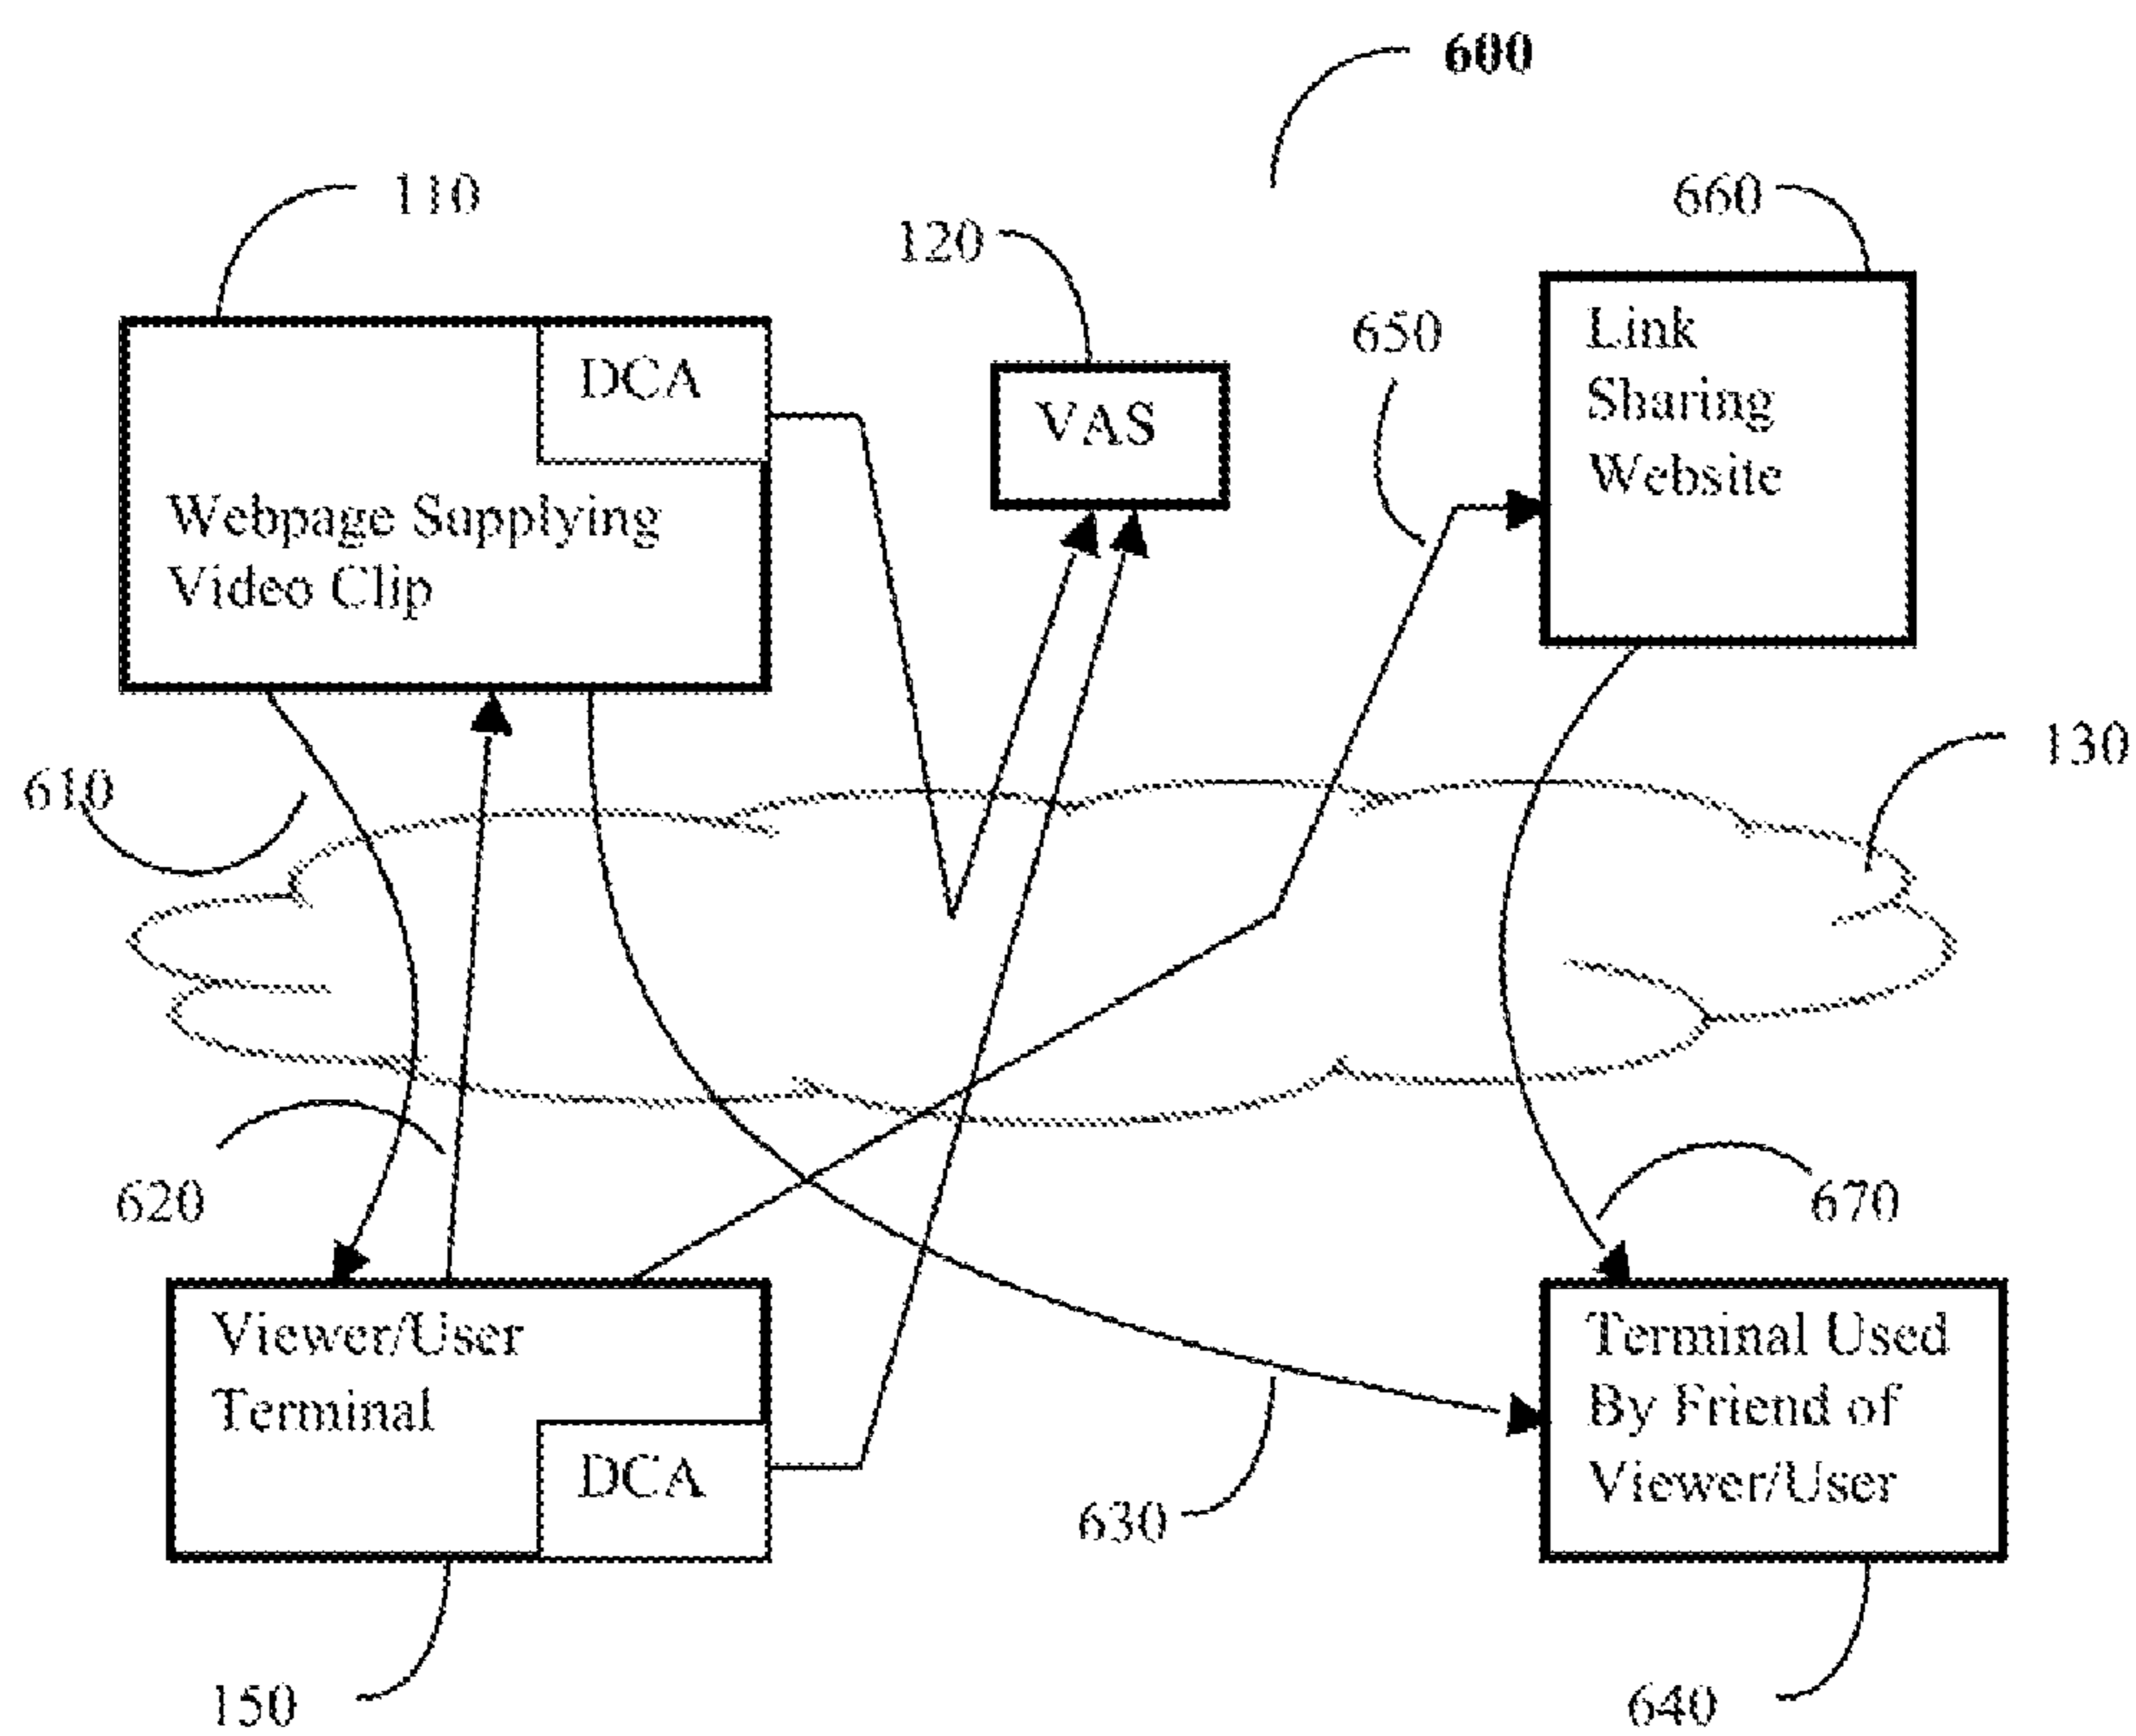 600
110
660
120
DCA
Link
Sharing
Website
650
VAS
Webpage Supplying
Video Clip
130
610
620
670
Viewer/User
Terminal
DCA
Terminal Used
By Friend of
Viewer/User
630
150
640